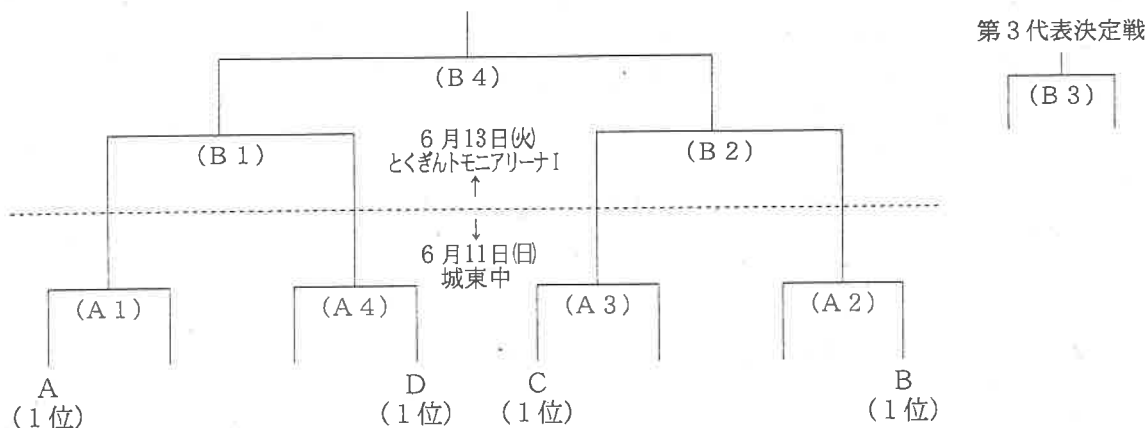 第3代表決定戦
(B4)
(B3)
(B1)
6月13日(火)
とくぎんトモニアリーナI
↑
(B2)
↓
6月11日(日)
城東中
(A1)
(A4)
(A3)
(A2)
A
(1位)
D
(1位)
C
(1位)
B
(1位)